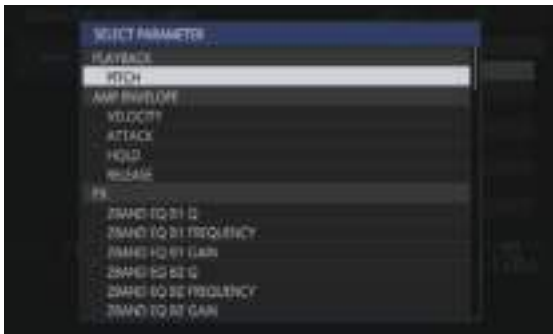 SELECT PARAMETER
PLAYBACK
PITCH
AMP ENVELOPE
VELOCITY
ATTACK
HOLD
RELEASE
FX
2BAND EQ B1 Q
2BAND EQ B1 FREQUENCY
2BAND EQ B1 GAIN
2BAND EQ B2 Q
2BAND EQ B2 FREQUENCY
2BAND EQ B2 GAIN